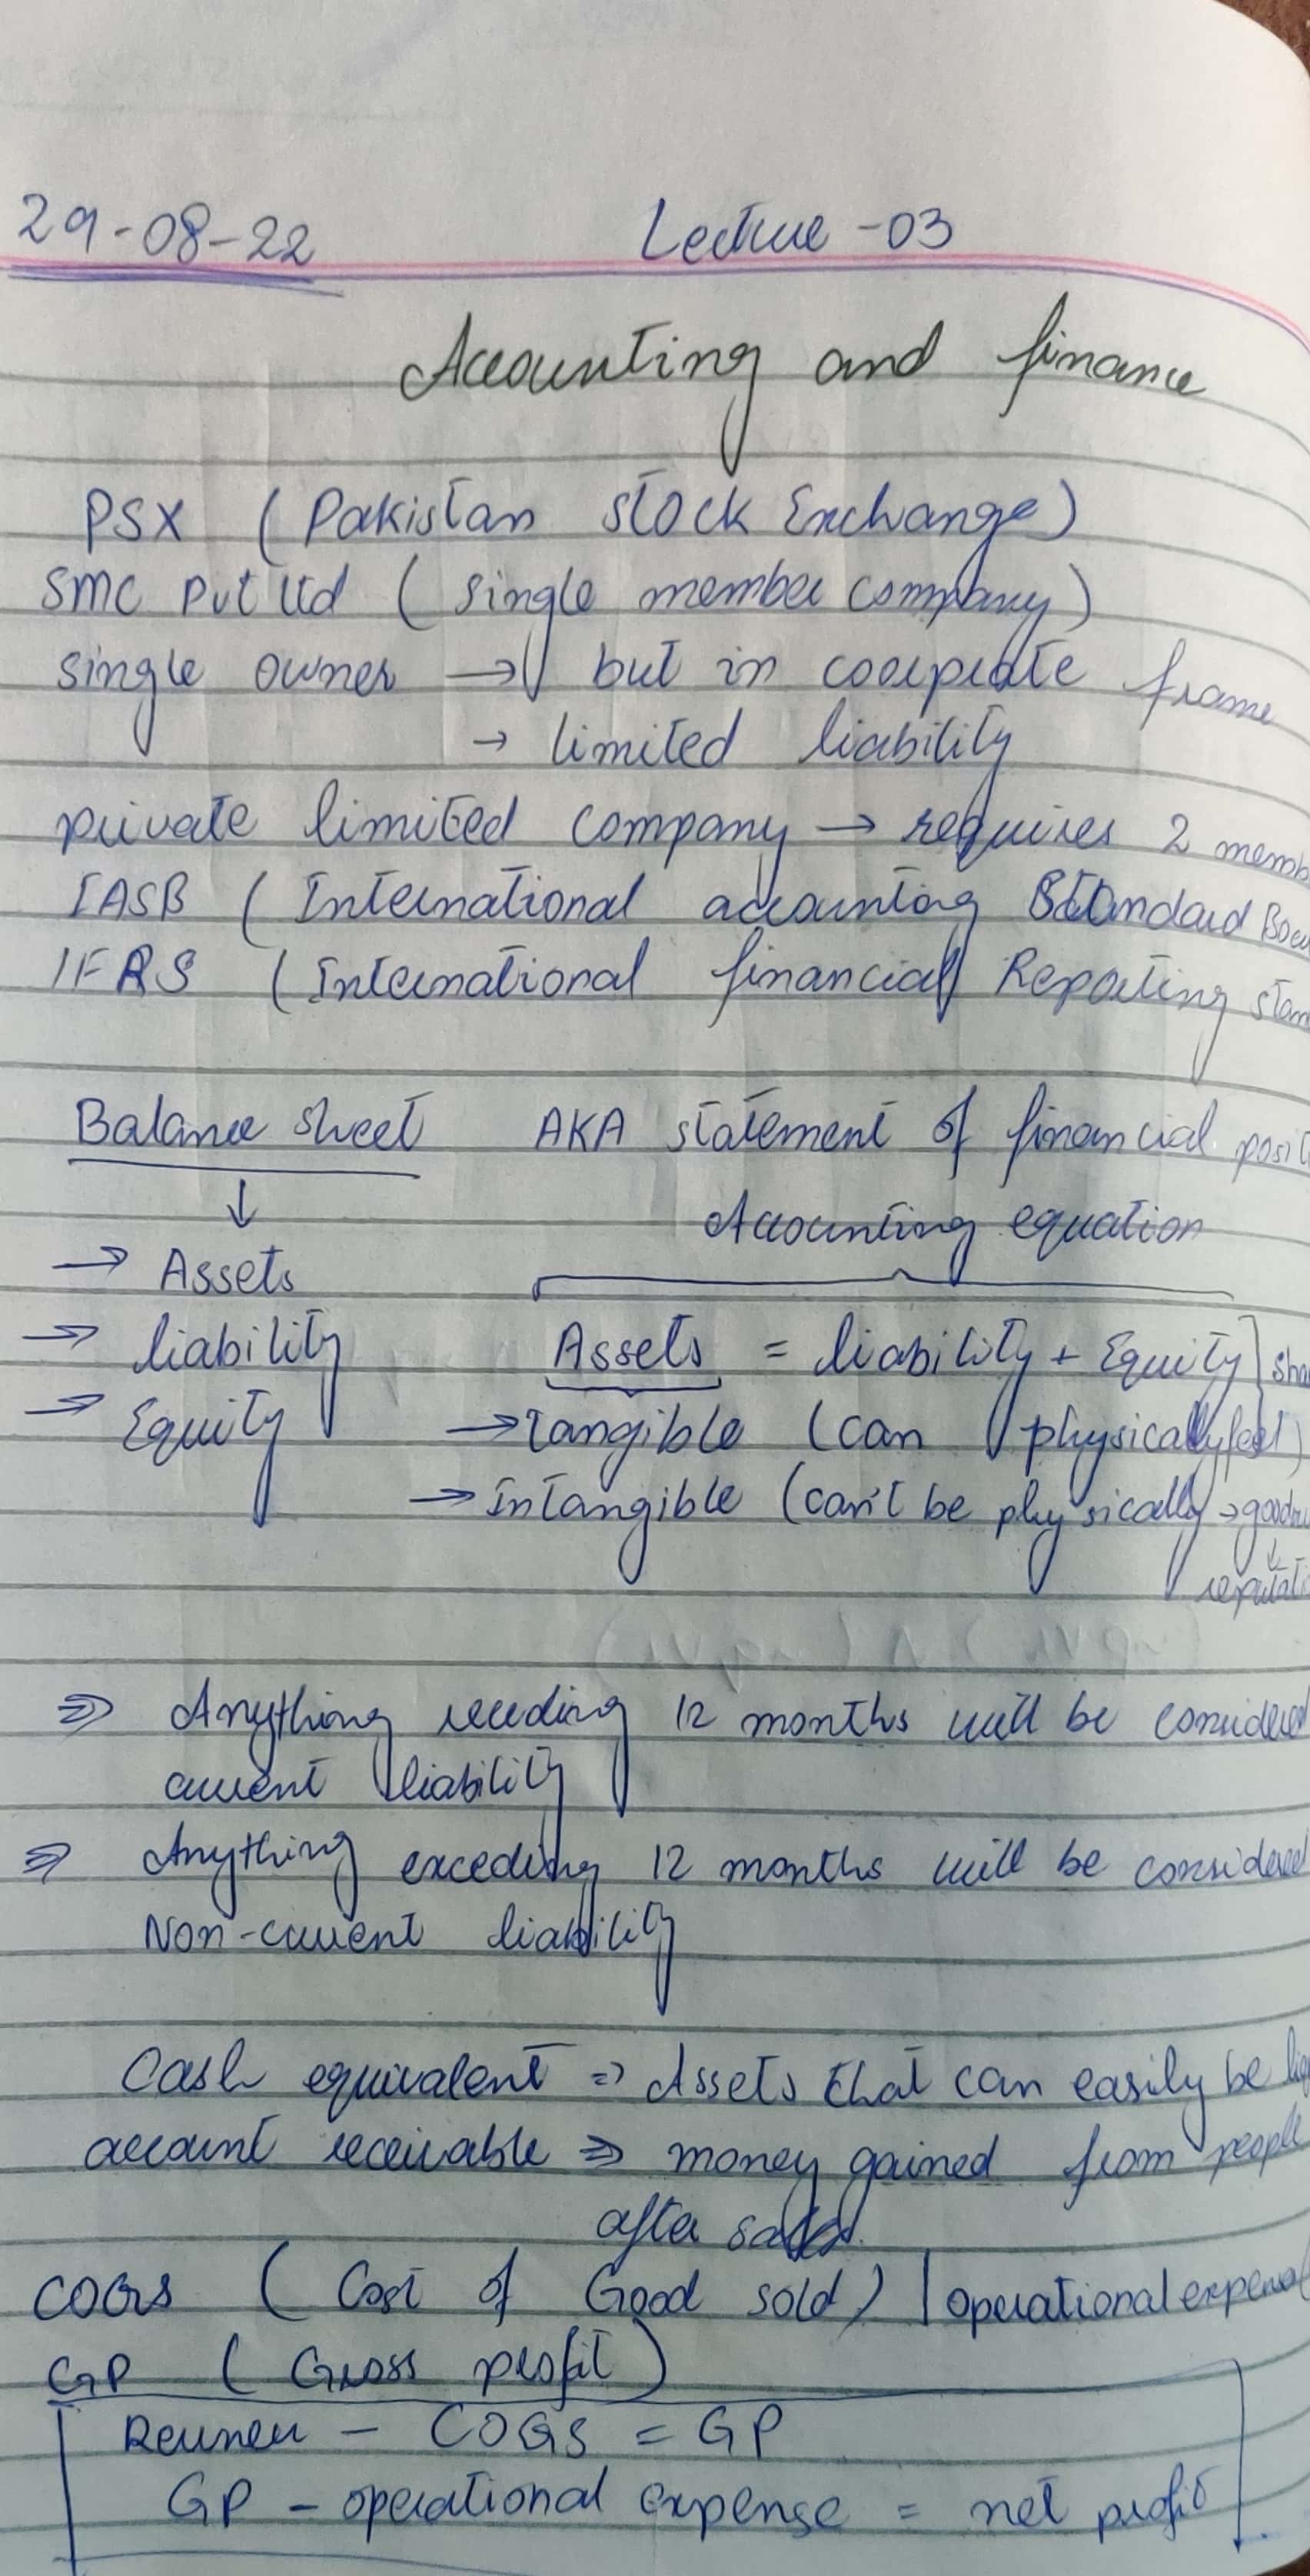 29-08-22 Lecture -03
Accounting and finance
PSX (Pakistan Stock Exchange)
SMC Pvt Ltd (single member company)
single owner → but in coorprate frame
→ limited liability
private limited company → requires 2 memb
IASB (International accounting Standard Boa
IFRS (International financial Reporting stan
Balance sheet AKA statement of financial posit
↓ Accounting equation
→ Assets
→ liability Assets = liability + Equity] sha
→ Equity → Tangible (can physically feel)
→ Intangible (can't be physically → goodw
↓
reputati
⇒ Anything receding 12 months will be considered
current liability
⇒ Anything exceding 12 months will be considered
Non-current liability
Cash equivalent ⇒ Assets that can easily be liq
account receivable ⇒ money gained from people
after sales.
COGS (Cost of Good sold) | operational expense
GP (Gross profit)
Reuneu - COGS = GP
GP - operational expense = net profit